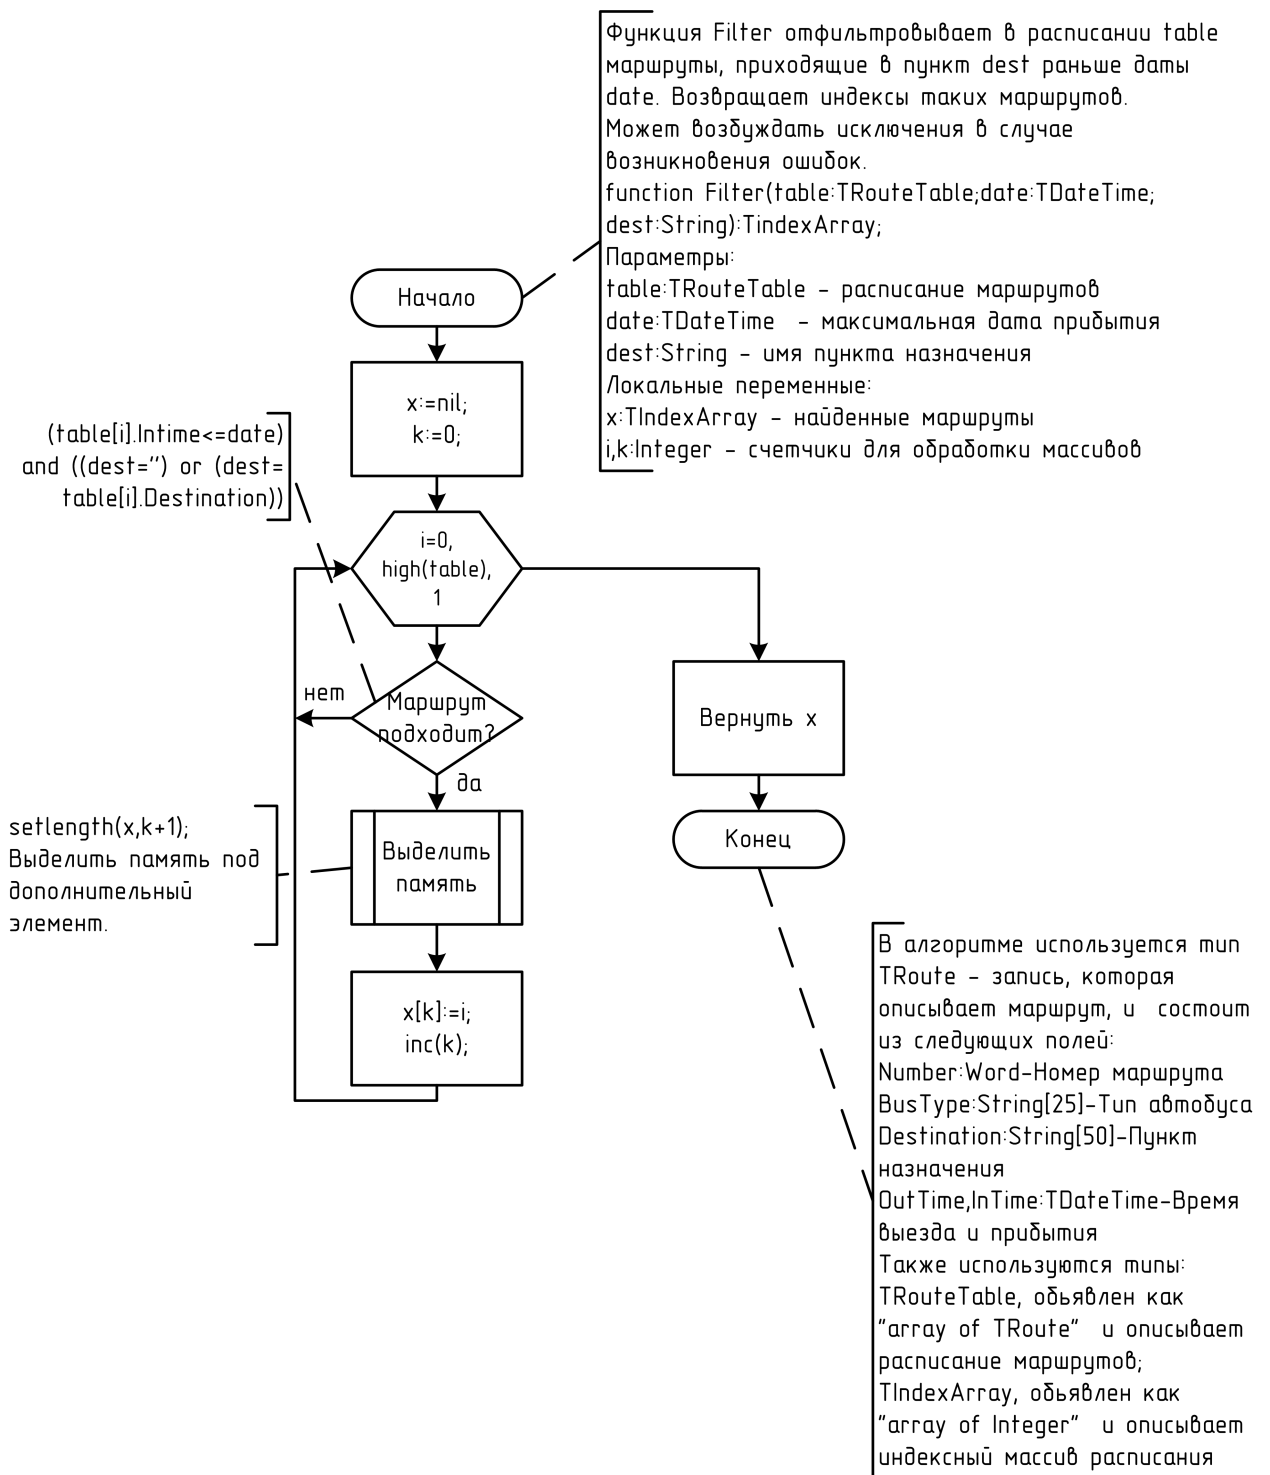 Функция Filter отфильтровывает в расписании table
маршруты, приходящие в пункт dest раньше даты
date. Возвращает индексы таких маршрутов.
Может возбуждать исключения в случае
возникновения ошибок.
function Filter(table:TRouteTable;date:TDateTime;
dest:String):TindexArray;
Параметры:
table:TRouteTable - расписание маршрутов
date:TDateTime  - максимальная дата прибытия
dest:String - имя пункта назначения
Локальные переменные:
x:TIndexArray - найденные маршруты
i,k:Integer - счетчики для обработки массивов
Начало
x:=nil;
k:=0;
(table[i].Intime<=date)
and ((dest='') or (dest=
table[i].Destination))
i=0,
high(table),
1
нет
Маршрут
подходит?
да
Вернуть x
setlength(x,k+1);
Выделить память под
дополнительный
элемент.
Выделить
память
Конец
x[k]:=i;
inc(k);
В алгоритме используется тип
TRoute - запись, которая
описывает маршрут, и  состоит
из следующих полей:
Number:Word-Номер маршрута
BusType:String[25]-Тип автобуса
Destination:String[50]-Пункт
назначения
OutTime,InTime:TDateTime-Время
выезда и прибытия
Также используются типы:
TRouteTable, обьявлен как
"array of TRoute"  и описывает
расписание маршрутов;
TIndexArray, обьявлен как
"array of Integer"  и описывает
индексный массив расписания